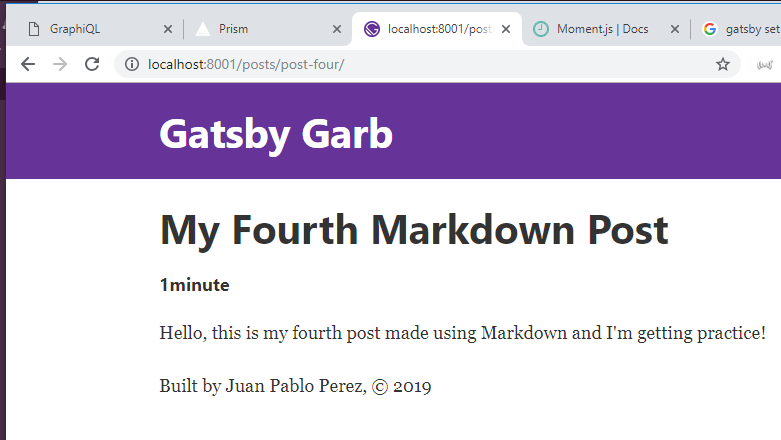 GraphiQL
Prism
localhost:8001/post
Moment.js | Docs
gatsby set
localhost:8001/posts/post-four/
Gatsby Garb
My Fourth Markdown Post
1minute
Hello, this is my fourth post made using Markdown and I'm getting practice!
Built by Juan Pablo Perez, © 2019